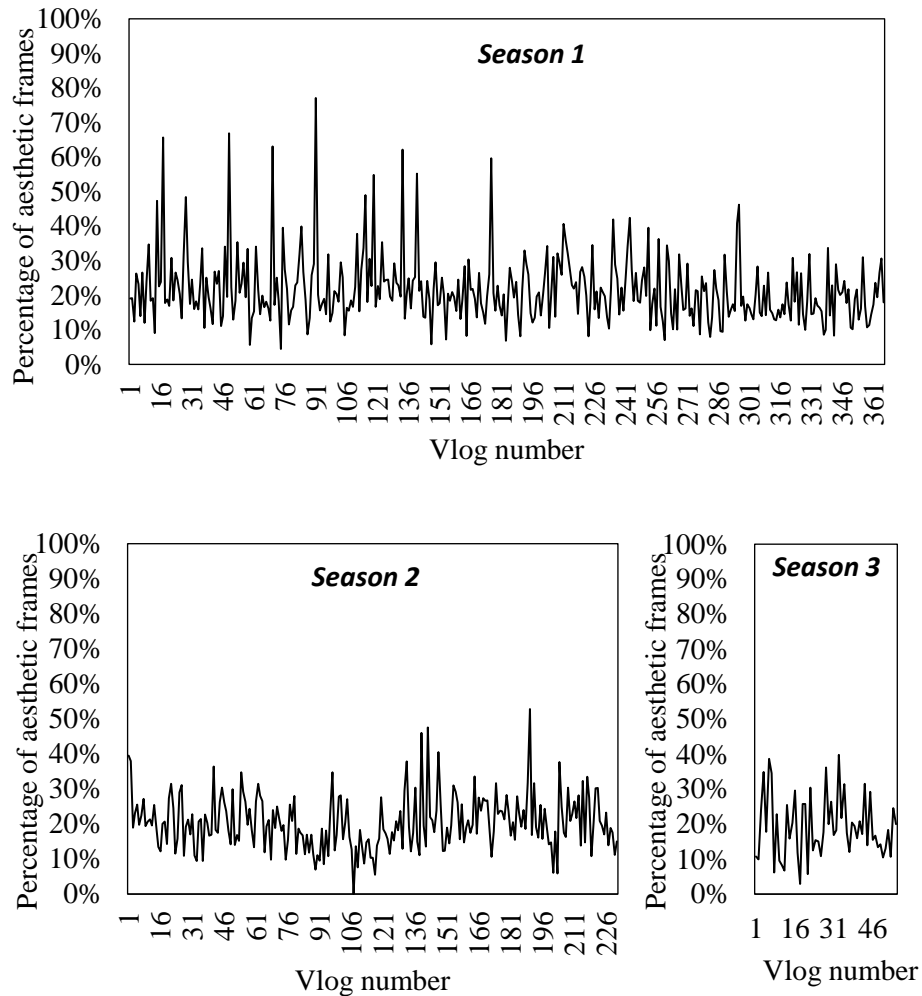 Season 1
Percentage of aesthetic frames
100%
90%
80%
70%
60%
50%
40%
30%
20%
10%
0%
1 16 31 46 61 76 91 106 121 136 151 166 181 196 211 226 241 256 271 286 301 316 331 346 361
Vlog number
Season 2
Percentage of aesthetic frames
100%
90%
80%
70%
60%
50%
40%
30%
20%
10%
0%
1 16 31 46 61 76 91 106 121 136 151 166 181 196 211 226
Vlog number
Season 3
Percentage of aesthetic frames
100%
90%
80%
70%
60%
50%
40%
30%
20%
10%
0%
1 16 31 46
Vlog number